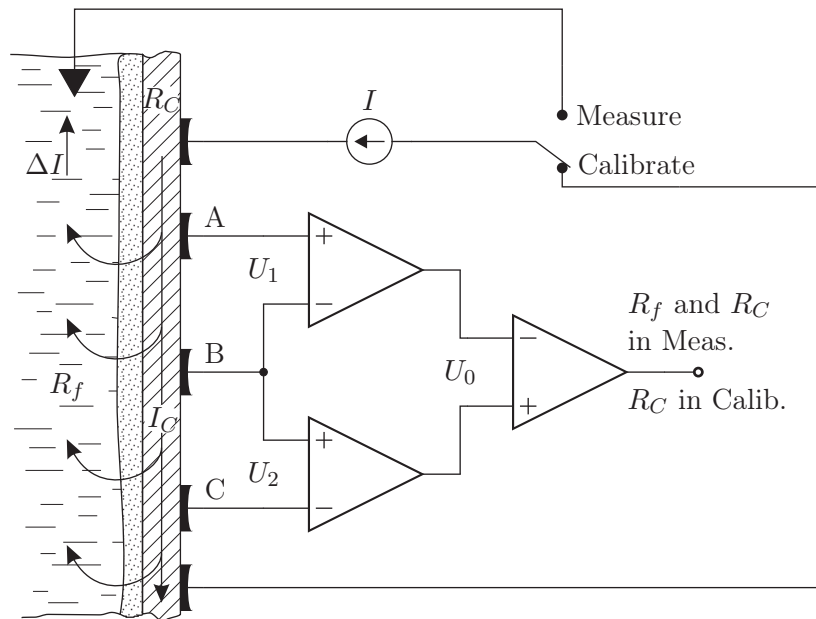 R_C
I
Measure
Calibrate
ΔI
A
+
U_1
−
B
R_f
U_0
−
+
R_f and R_C
in Meas.
R_C in Calib.
I_C
+
U_2
C
−